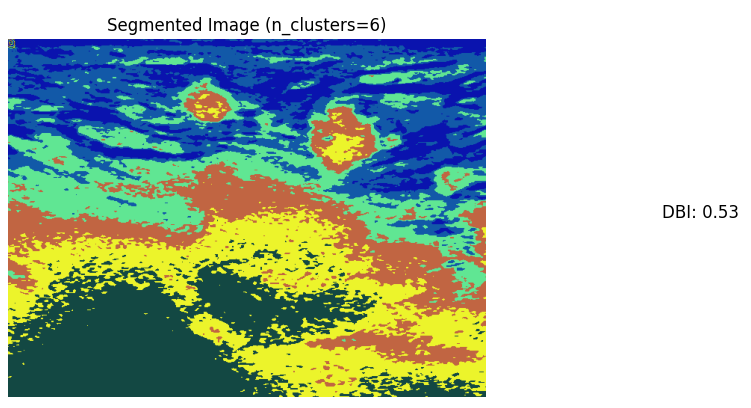 Segmented Image (n_clusters=6)
DBI: 0.53